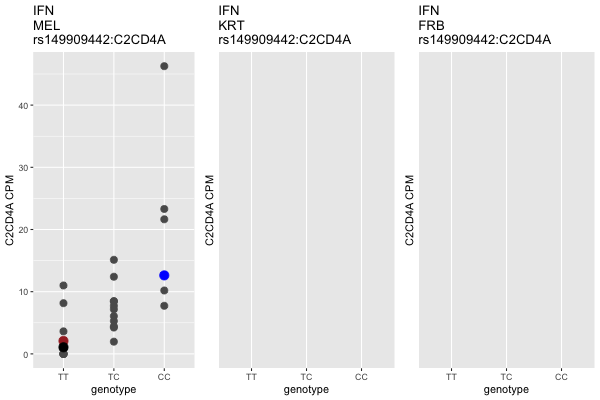 IFN
MEL
rs149909442:C2CD4A
IFN
KRT
rs149909442:C2CD4A
IFN
FRB
rs149909442:C2CD4A
C2CD4A CPM
40
30
20
10
0
TT TC CC
genotype
C2CD4A CPM
TT TC CC
genotype
C2CD4A CPM
TT TC CC
genotype